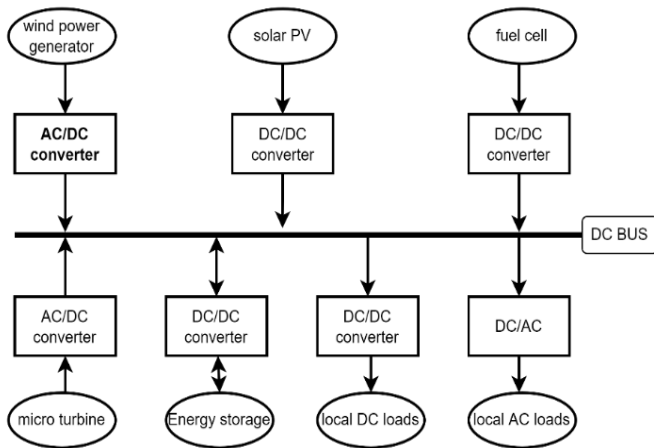 wind power
generator
solar PV
fuel cell
AC/DC
converter
DC/DC
converter
DC/DC
converter
DC BUS
AC/DC
converter
DC/DC
converter
DC/DC
converter
DC/AC
micro turbine
Energy storage
local DC loads
local AC loads